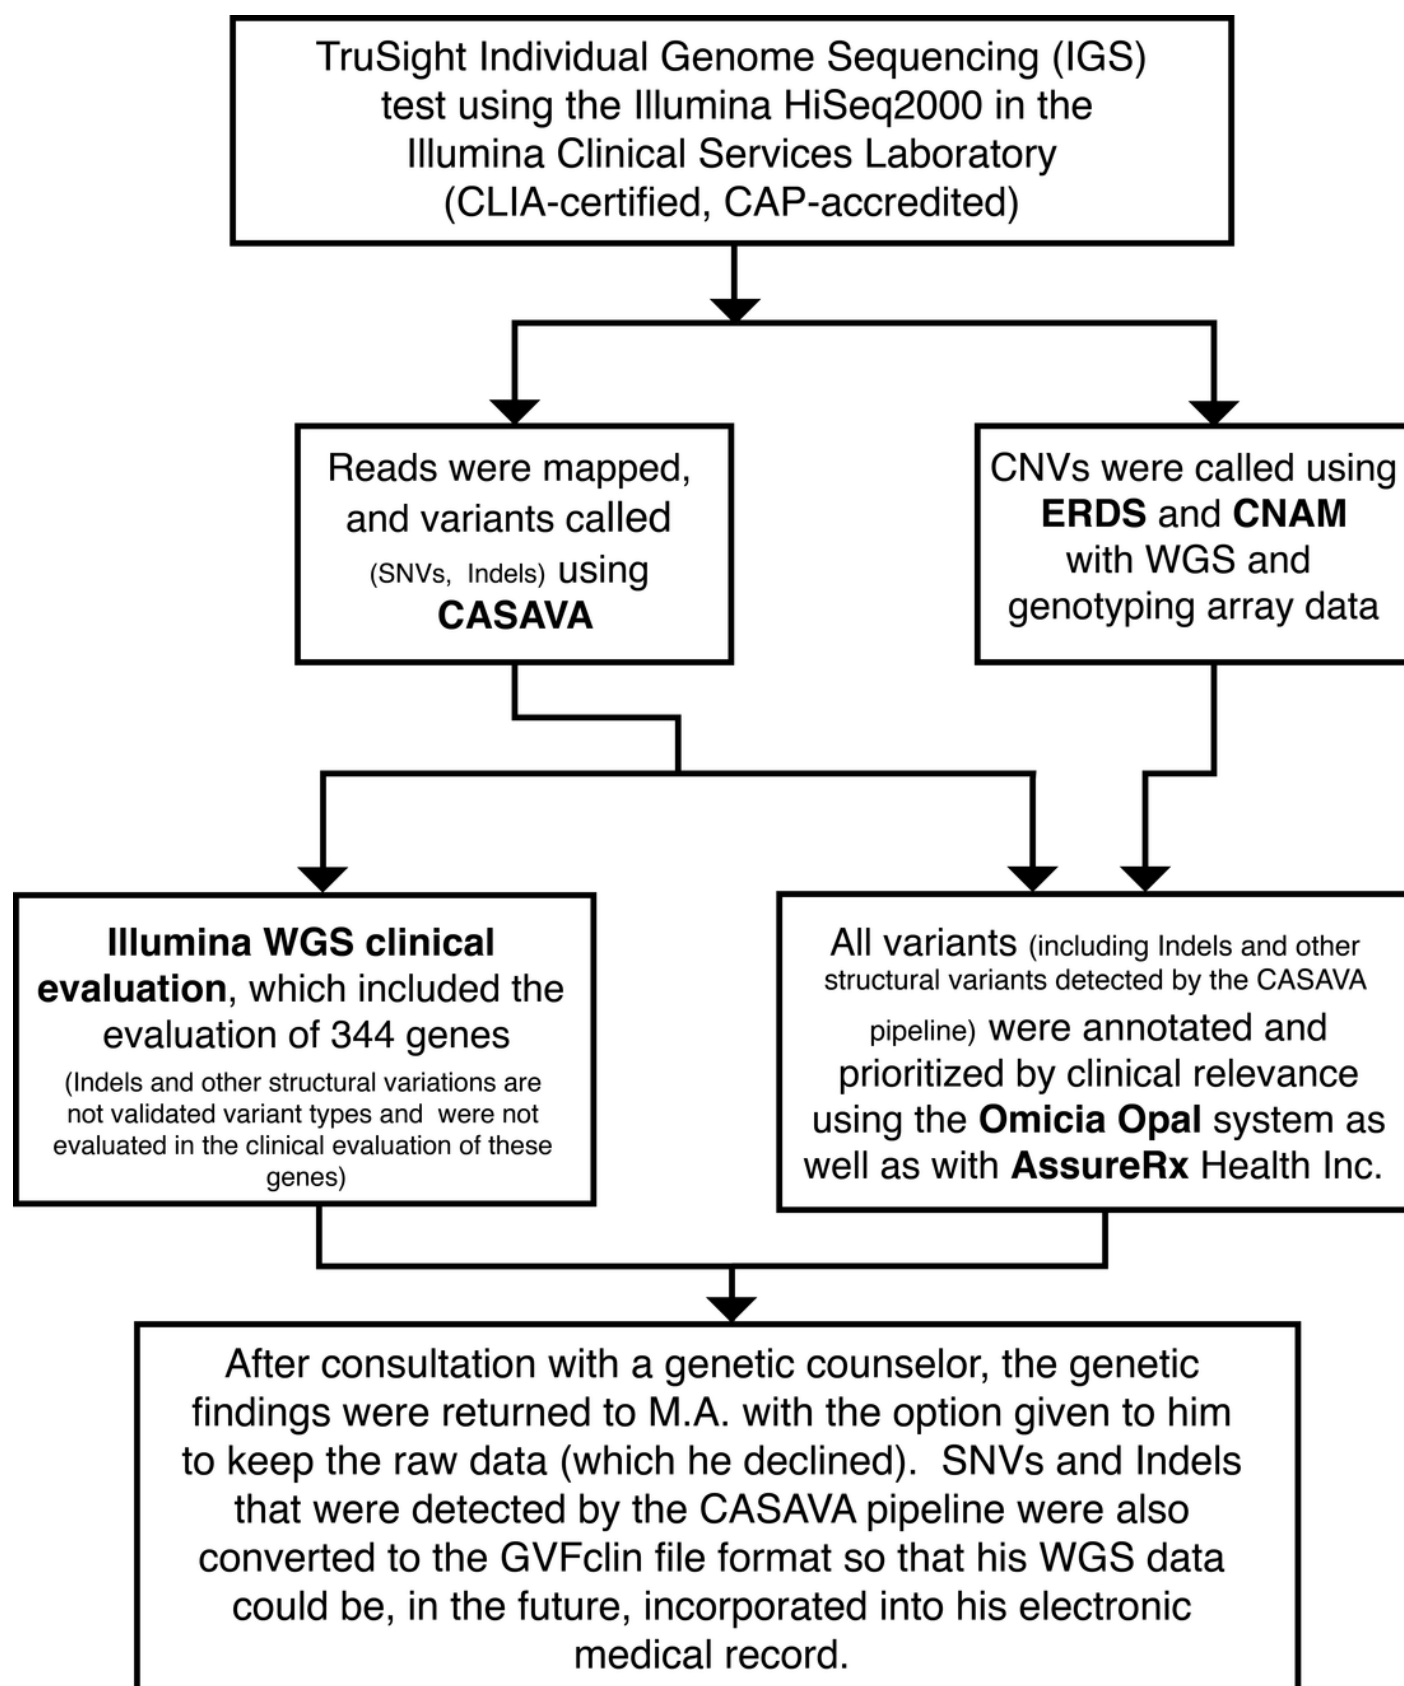 TruSight Individual Genome Sequencing (IGS)
test using the Illumina HiSeq2000 in the
Illumina Clinical Services Laboratory
(CLIA-certified, CAP-accredited)
Reads were mapped,
and variants called
(SNVs, Indels) using
CASAVA
CNVs were called using
ERDS and CNAM
with WGS and
genotyping array data
Illumina WGS clinical
evaluation, which included the
evaluation of 344 genes
(Indels and other structural variations are
not validated variant types and were not
evaluated in the clinical evaluation of these
genes)
All variants (including Indels and other
structural variants detected by the CASAVA
pipeline) were annotated and
prioritized by clinical relevance
using the Omicia Opal system as
well as with AssureRx Health Inc.
After consultation with a genetic counselor, the genetic
findings were returned to M.A. with the option given to him
to keep the raw data (which he declined). SNVs and Indels
that were detected by the CASAVA pipeline were also
converted to the GVFclin file format so that his WGS data
could be, in the future, incorporated into his electronic
medical record.